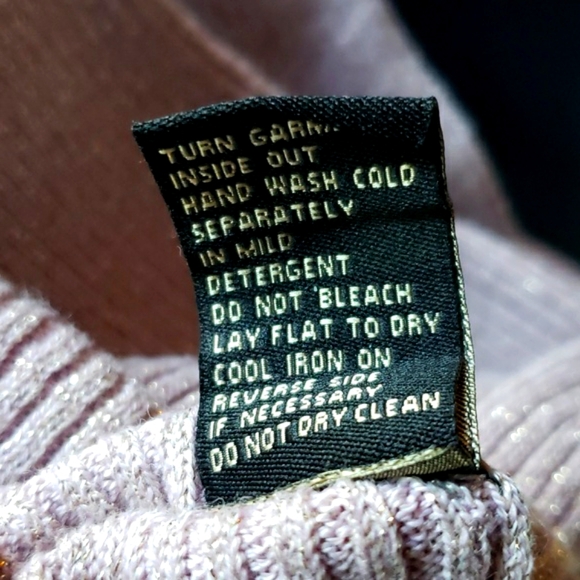 TURN GARM
INSIDE OUT
HAND WASH COLD
SEPARATELY
IN MILD
DETERGENT
DO NOT BLEACH
LAY FLAT TO DRY
COOL IRON ON
REVERSE SIDE
IF NECESSARY
DO NOT DRY CLEAN